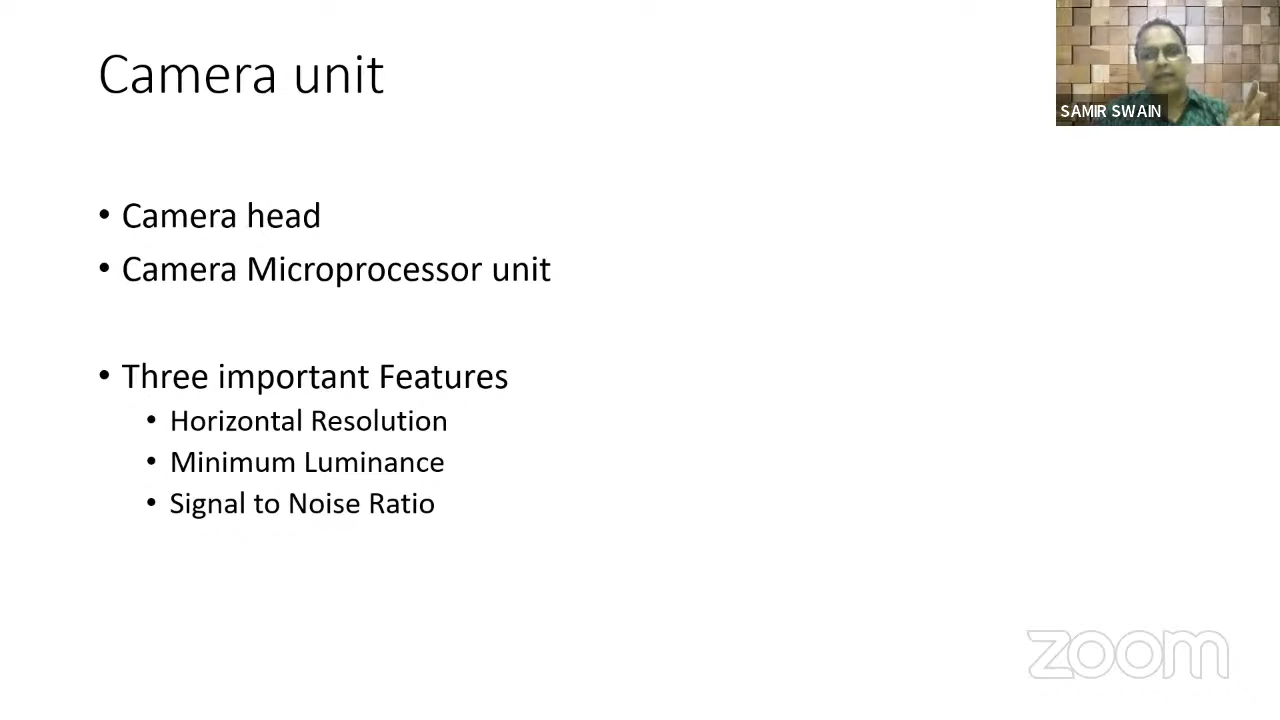 Camera unit
SAMIR SWAIN
• Camera head
• Camera Microprocessor unit
• Three important Features
• Horizontal Resolution
• Minimum Luminance
• Signal to Noise Ratio
zoom